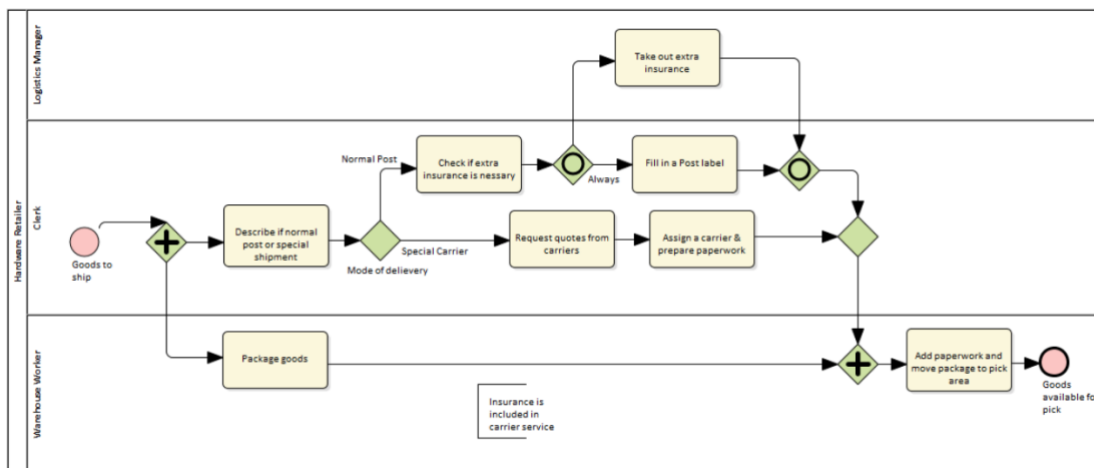 Hardware Retailer
Logistics Manager
Take out extra
insurance
Clerk
Normal Post
Check if extra
insurance is nessary
Always
Fill in a Post label
Goods to
ship
Describe if normal
post or special
shipment
Mode of delievery
Special Carrier
Request quotes from
carriers
Assign a carrier &
prepare paperwork
Warehouse Worker
Package goods
Insurance is
included in
carrier service
Add paperwork and
move package to pick
area
Goods
available fo
pick